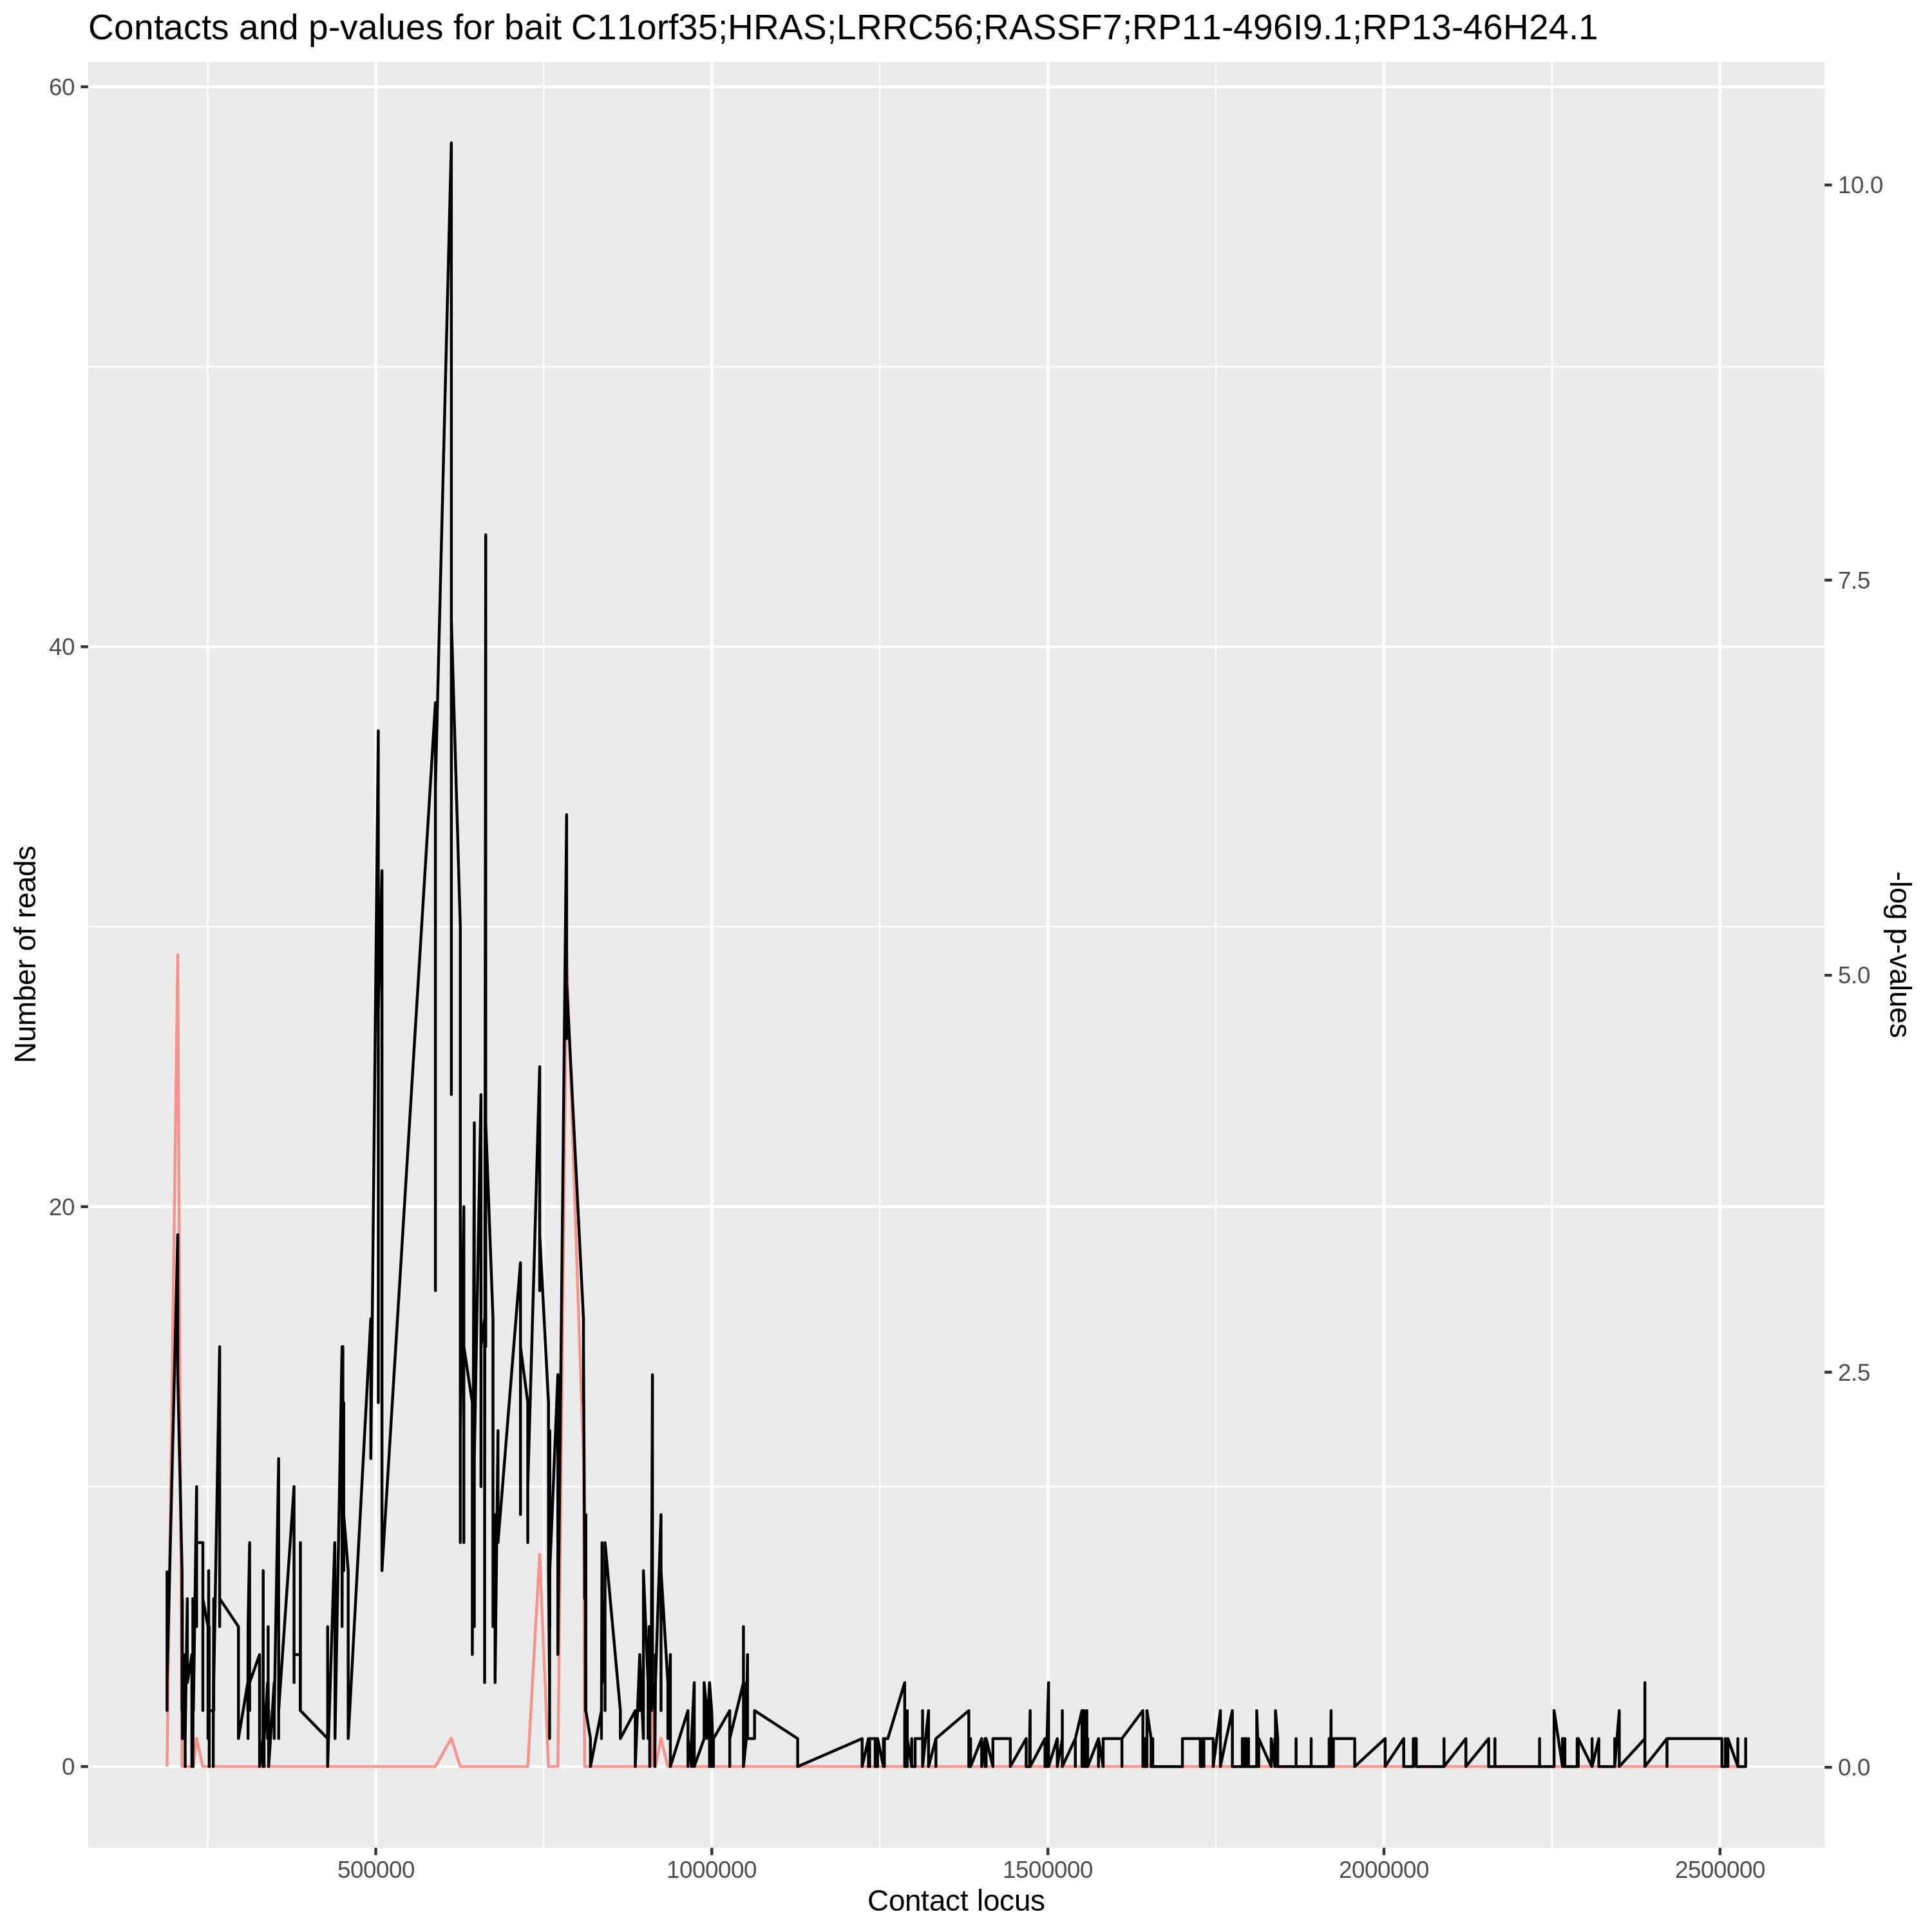 Contacts and p-values for bait C11orf35;HRAS;LRRC56;RASSF7;RP11-496I9.1;RP13-46H24.1
60
40
20
0
Number of reads
10.0
7.5
5.0
2.5
0.0
-log p-values
500000 1000000 1500000 2000000 2500000
Contact locus